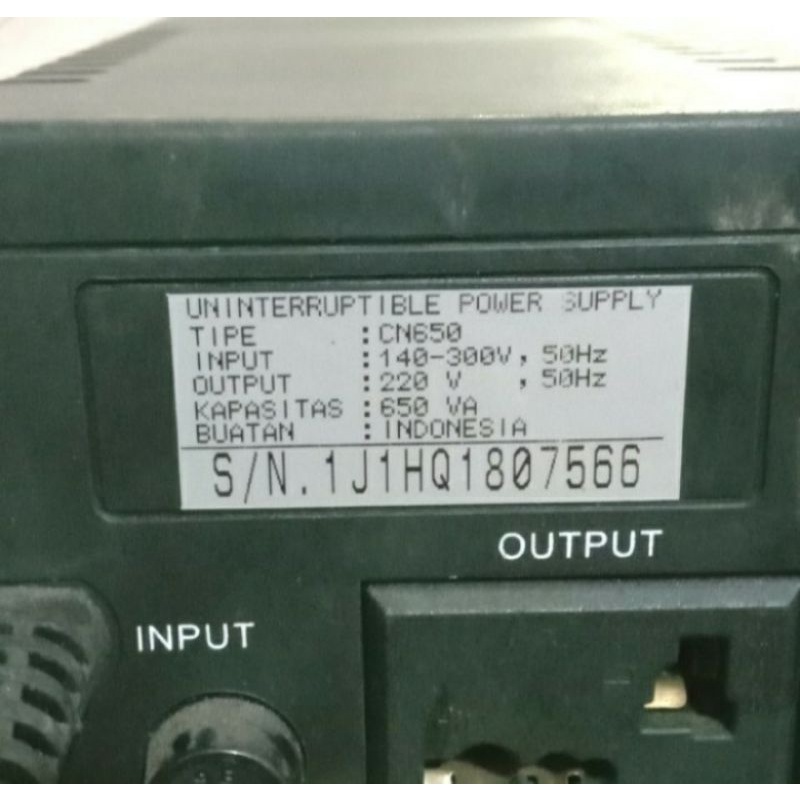 UNINTERRUPTIBLE POWER SUPPLY
TIPE : CN650
INPUT : 140-300V, 50Hz
OUTPUT : 220 V , 50Hz
KAPASITAS : 650 VA
BUATAN : INDONESIA
S/N.1J1HQ1807566
OUTPUT
INPUT